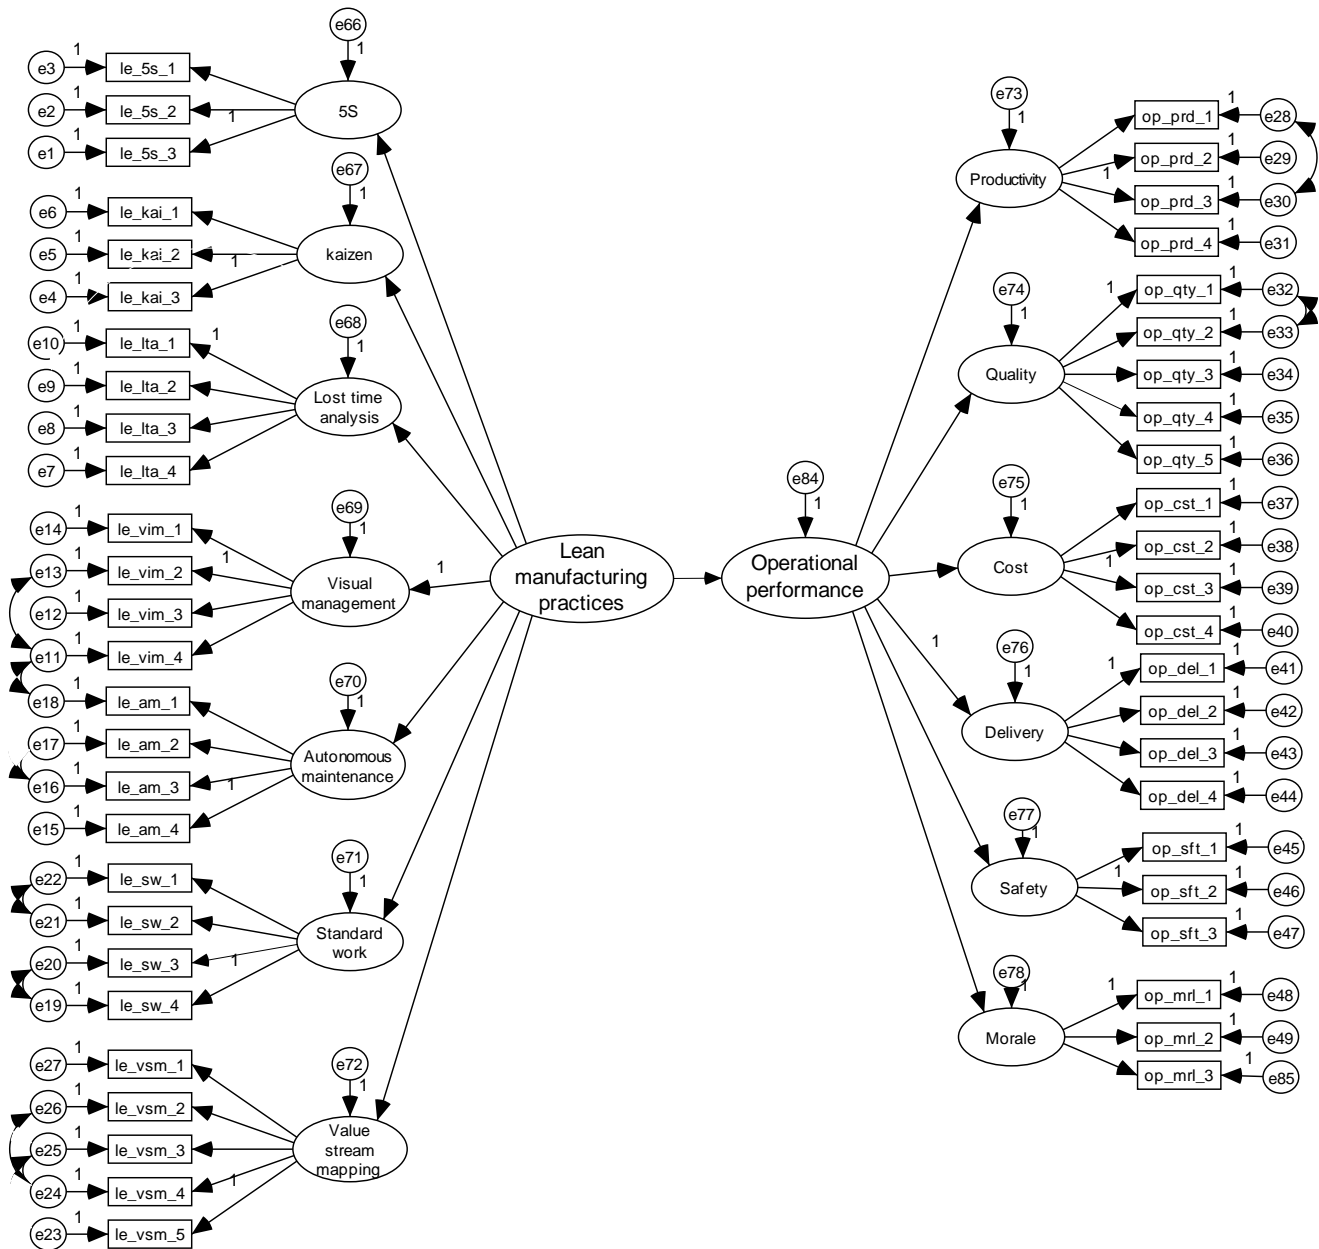 e66
1
e3
1
le_5s_1
e2
1
le_5s_2
1
5S
e1
1
le_5s_3
e67
1
e6
1
le_kai_1
e5
1
le_kai_2
1
kaizen
e4
1
le_kai_3
e68
1
e10
1
le_lta_1
1
e9
1
le_lta_2
Lost time
analysis
e8
1
le_lta_3
e7
1
le_lta_4
e69
1
e14
1
le_vim_1
e13
1
le_vim_2
1
Visual
management
1
e12
1
le_vim_3
e11
1
le_vim_4
e70
1
e18
1
le_am_1
e17
1
le_am_2
Autonomous
maintenance
e16
1
le_am_3
1
e15
1
le_am_4
e71
1
e22
1
le_sw_1
e21
1
le_sw_2
Standard
work
e20
1
le_sw_3
1
e19
1
le_sw_4
e72
1
e27
1
le_vsm_1
e26
1
le_vsm_2
Value
stream
mapping
e25
1
le_vsm_3
e24
1
le_vsm_4
1
e23
1
le_vsm_5
Lean
manufacturing
practices
e84
1
Operational
performance
e73
1
Productivity
op_prd_1
1
e28
op_prd_2
1
e29
1
op_prd_3
1
e30
op_prd_4
1
e31
e74
1
Quality
1
op_qty_1
1
e32
op_qty_2
1
e33
op_qty_3
1
e34
op_qty_4
1
e35
op_qty_5
1
e36
e75
1
Cost
op_cst_1
1
e37
op_cst_2
1
e38
1
op_cst_3
1
e39
op_cst_4
1
e40
1
e76
1
Delivery
1
op_del_1
1
e41
op_del_2
1
e42
op_del_3
1
e43
op_del_4
1
e44
e77
1
Safety
op_sft_1
1
e45
1
op_sft_2
1
e46
op_sft_3
1
e47
e78
1
Morale
1
op_mrl_1
1
e48
op_mrl_2
1
e49
op_mrl_3
1
e85